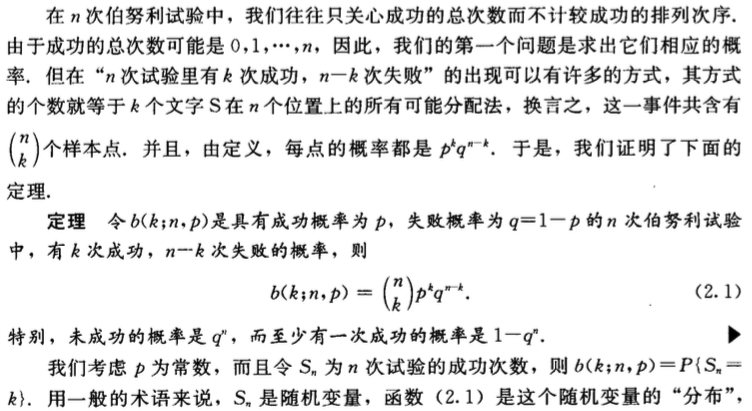 在 n 次伯努利试验中，我们往往只关心成功的总次数而不计较成功的排列次序.
由于成功的总次数可能是 0,1,…,n，因此，我们的第一个问题是求出它们相应的概
率. 但在“n 次试验里有 k 次成功，n−k 次失败”的出现可以有许多的方式，其方式
的个数就等于 k 个文字 S 在 n 个位置上的所有可能分配法，换言之，这一事件共含有
$\binom{n}{k}$个样本点. 并且，由定义，每点的概率都是 $p^k q^{n-k}$. 于是，我们证明了下面的
定理.
定理 令 b(k;n,p)是具有成功概率为 p，失败概率为 q=1−p 的 n 次伯努利试验
中，有 k 次成功，n−k 次失败的概率，则
$b(k;n,p) = \binom{n}{k} p^k q^{n-k}.$ (2.1)
特别，未成功的概率是 $q^n$，而至少有一次成功的概率是 $1-q^n$. ▶
我们考虑 p 为常数，而且令 $S_n$ 为 n 次试验的成功次数，则 $b(k;n,p)=P\{S_n=$
$k\}$. 用一般的术语来说，$S_n$ 是随机变量，函数（2.1）是这个随机变量的“分布”，